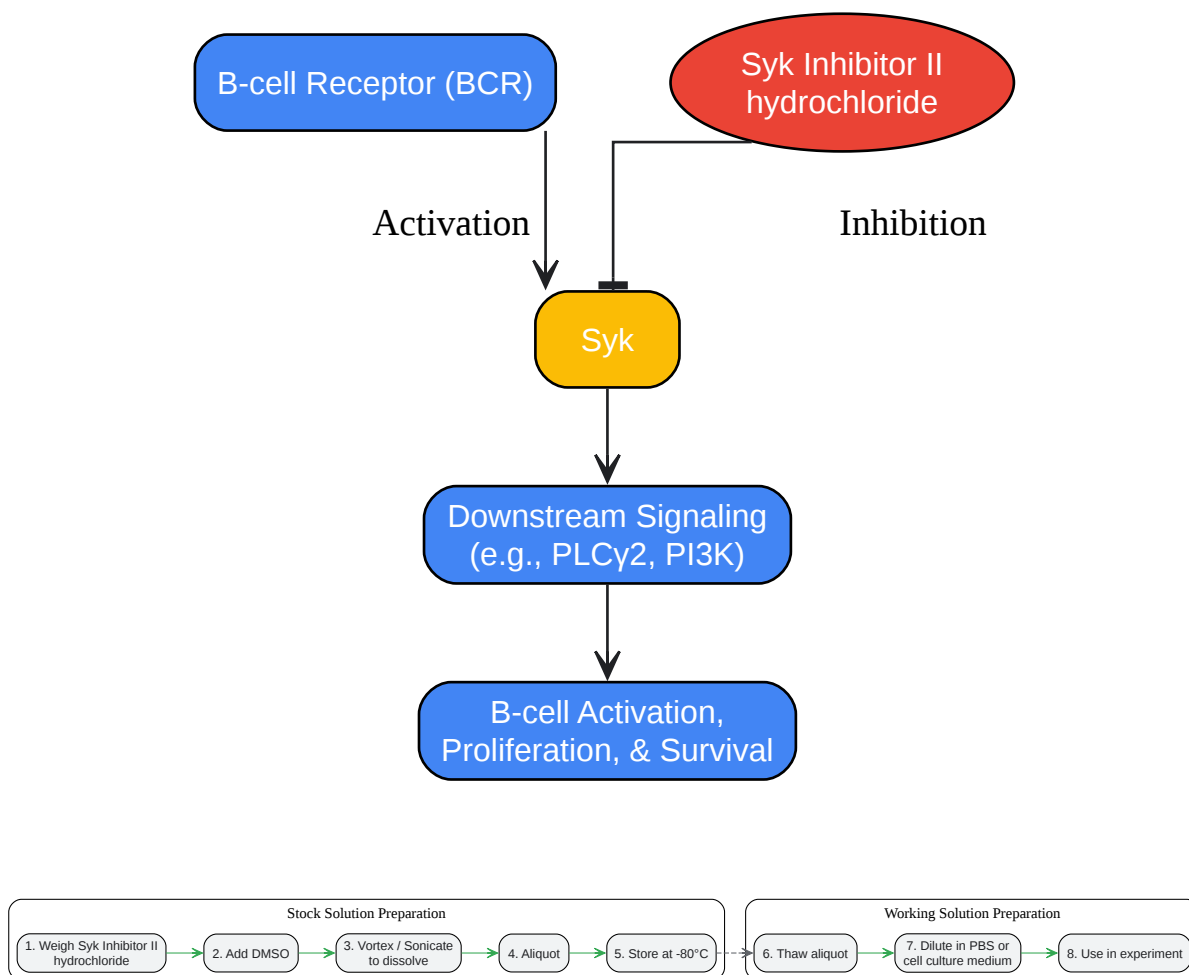 B-cell Receptor (BCR)
Syk Inhibitor II
hydrochloride
Activation
Inhibition
Syk
Downstream Signaling
(e.g., PLCγ2, PI3K)
B-cell Activation,
Proliferation, & Survival
Stock Solution Preparation
1. Weigh Syk Inhibitor II
hydrochloride
2. Add DMSO
3. Vortex / Sonicate
to dissolve
4. Aliquot
5. Store at -80°C
Working Solution Preparation
6. Thaw aliquot
7. Dilute in PBS or
cell culture medium
8. Use in experiment